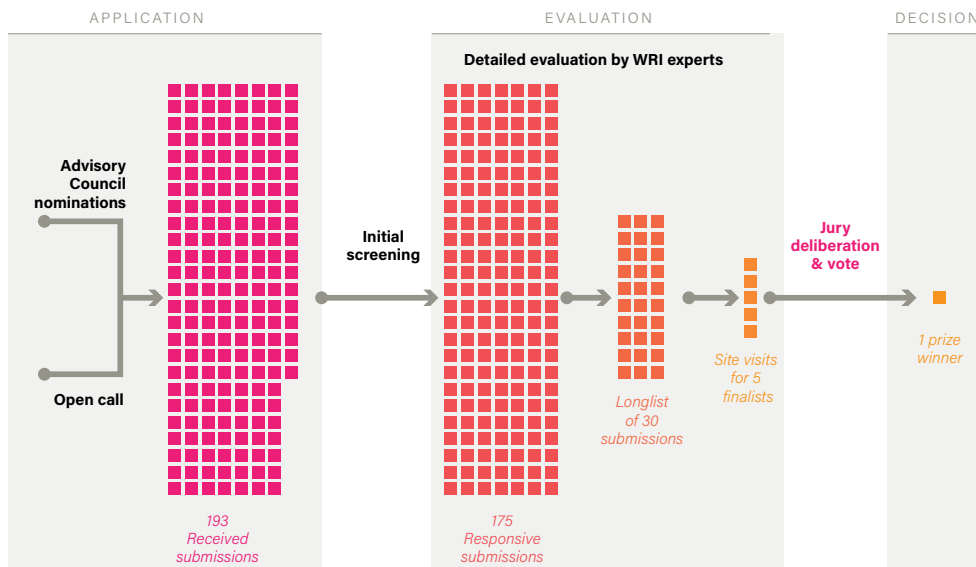 APPLICATION
EVALUATION
DECISION
Detailed evaluation by WRI experts
Advisory
Council
nominations
Open call
193
Received
submissions
Initial
screening
175
Responsive
submissions
Longlist
of 30
submissions
Site visits
for 5
finalists
Jury
deliberation
& vote
1 prize
winner